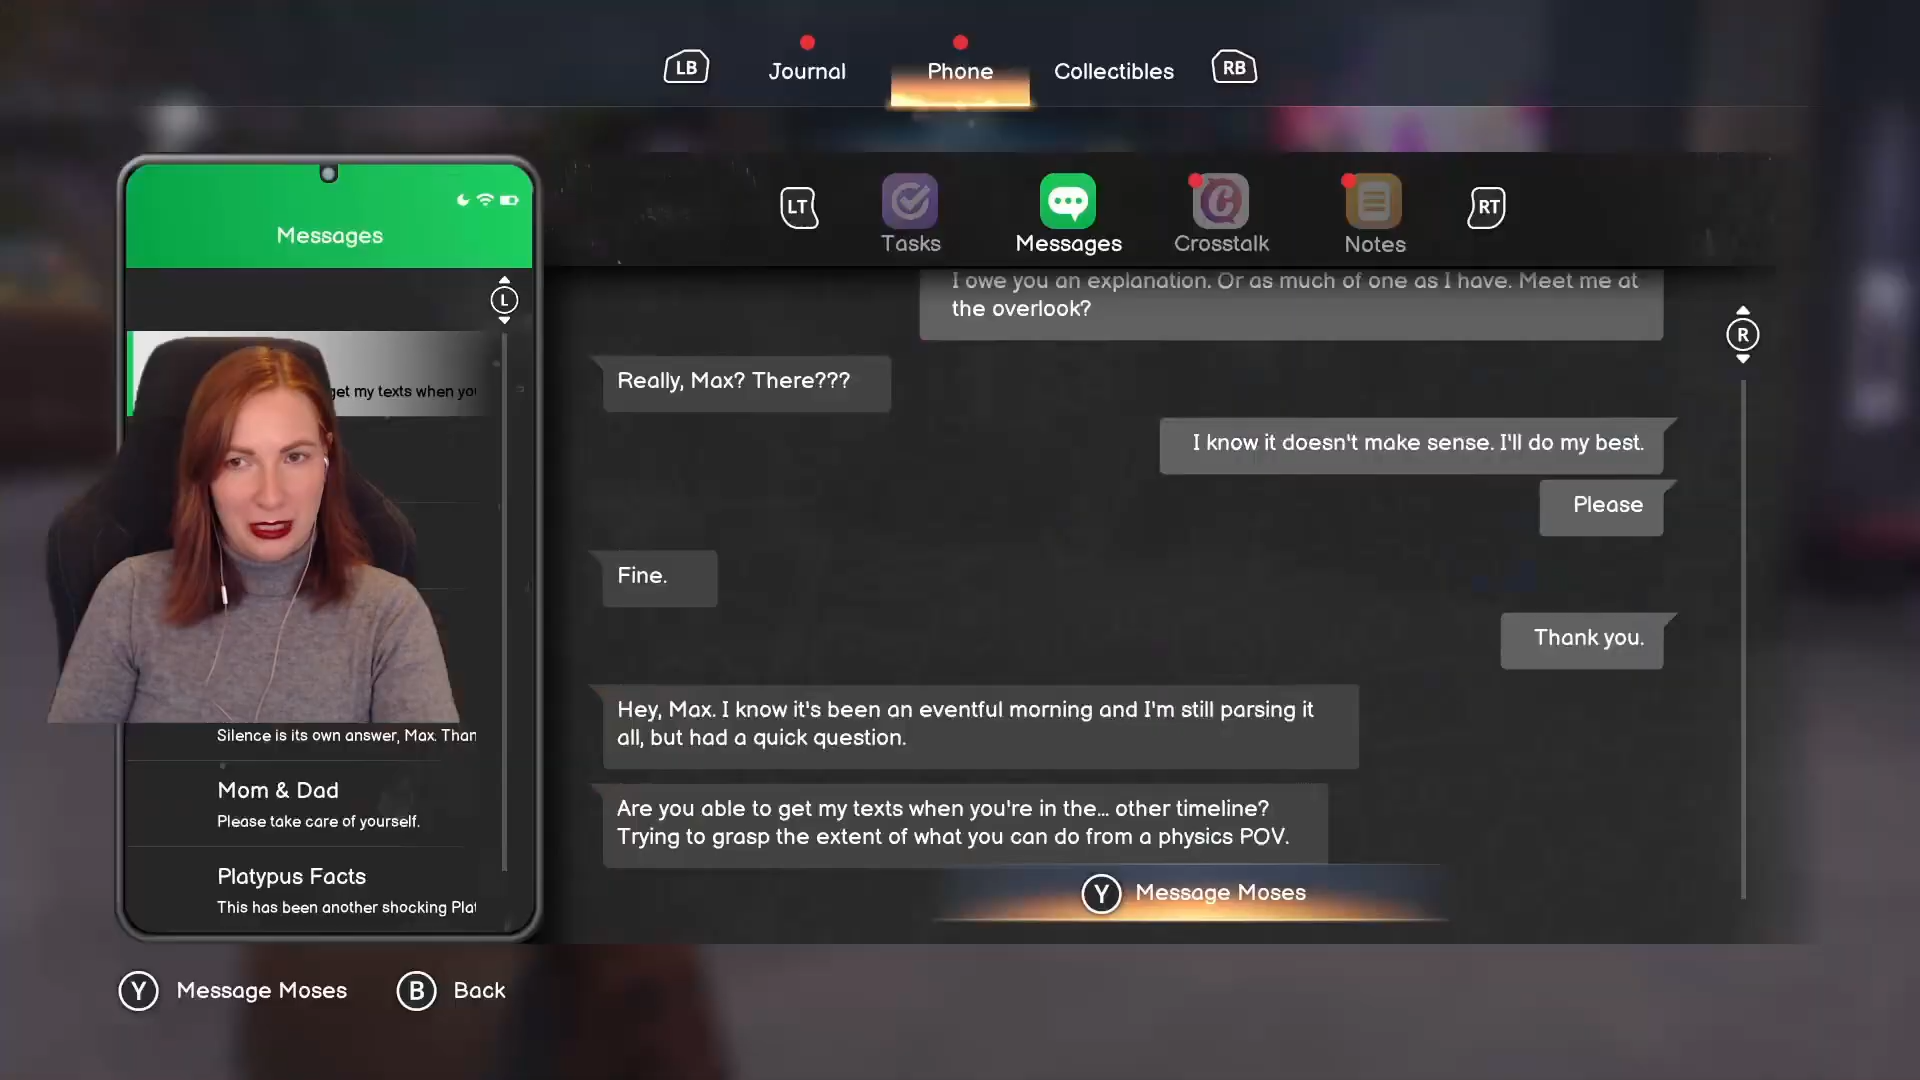 LB
Journal
Phone
Collectibles
RB
Messages
L
get my texts when you
Silence is its own answer, Max. Than
Mom & Dad
Please take care of yourself.
Platypus Facts
This has been another shocking Plat
LT
Tasks
Messages
Crosstalk
Notes
RT
I owe you an explanation. Or as much of one as I have. Meet me at
the overlook?
R
Really, Max? There???
I know it doesn't make sense. I'll do my best.
Please
Fine.
Thank you.
Hey, Max. I know it's been an eventful morning and I'm still parsing it
all, but had a quick question.
Are you able to get my texts when you're in the... other timeline?
Trying to grasp the extent of what you can do from a physics POV.
Y Message Moses
Y Message Moses
B Back